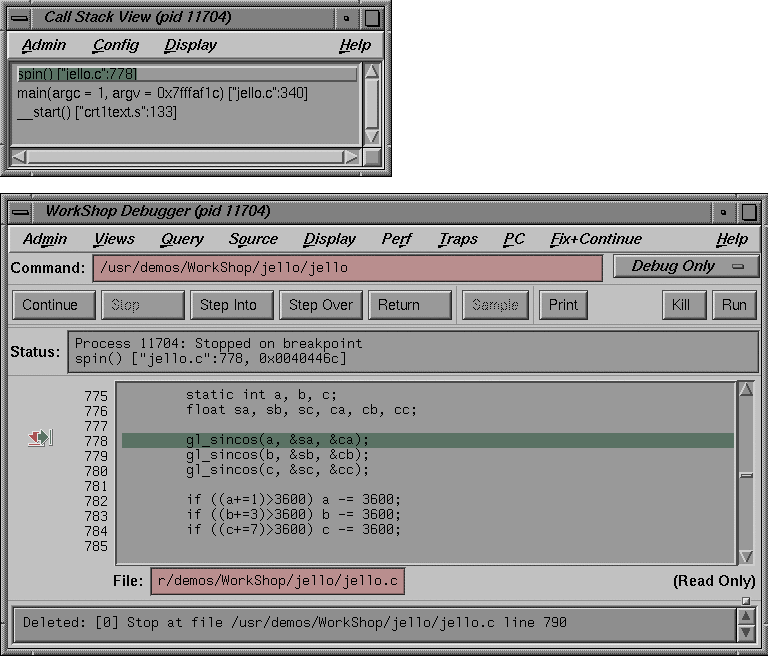 Call Stack View (pid 11704)
Admin Config Display Help
spin() ["jello.c":778]
main(argc = 1, argv = 0x7fffaf1c) ["jello.c":340]
__start() ["crt1text.s":133]
WorkShop Debugger (pid 11704)
Admin Views Query Source Display Perf Traps PC Fix+Continue Help
Command: /usr/demos/WorkShop/jello/jello Debug Only
Continue Stop Step Into Step Over Return Sample Print Kill Run
Status: Process 11704: Stopped on breakpoint
spin() ["jello.c":778, 0x0040446c]
775 static int a, b, c;
776 float sa, sb, sc, ca, cb, cc;
777
778 gl_sincos(a, &sa, &ca);
779 gl_sincos(b, &sb, &cb);
780 gl_sincos(c, &sc, &cc);
781
782 if ((a+=1)>3600) a -= 3600;
783 if ((b+=3)>3600) b -= 3600;
784 if ((c+=7)>3600) c -= 3600;
785
File: r/demos/WorkShop/jello/jello.c (Read Only)
Deleted: [0] Stop at file /usr/demos/WorkShop/jello/jello.c line 790